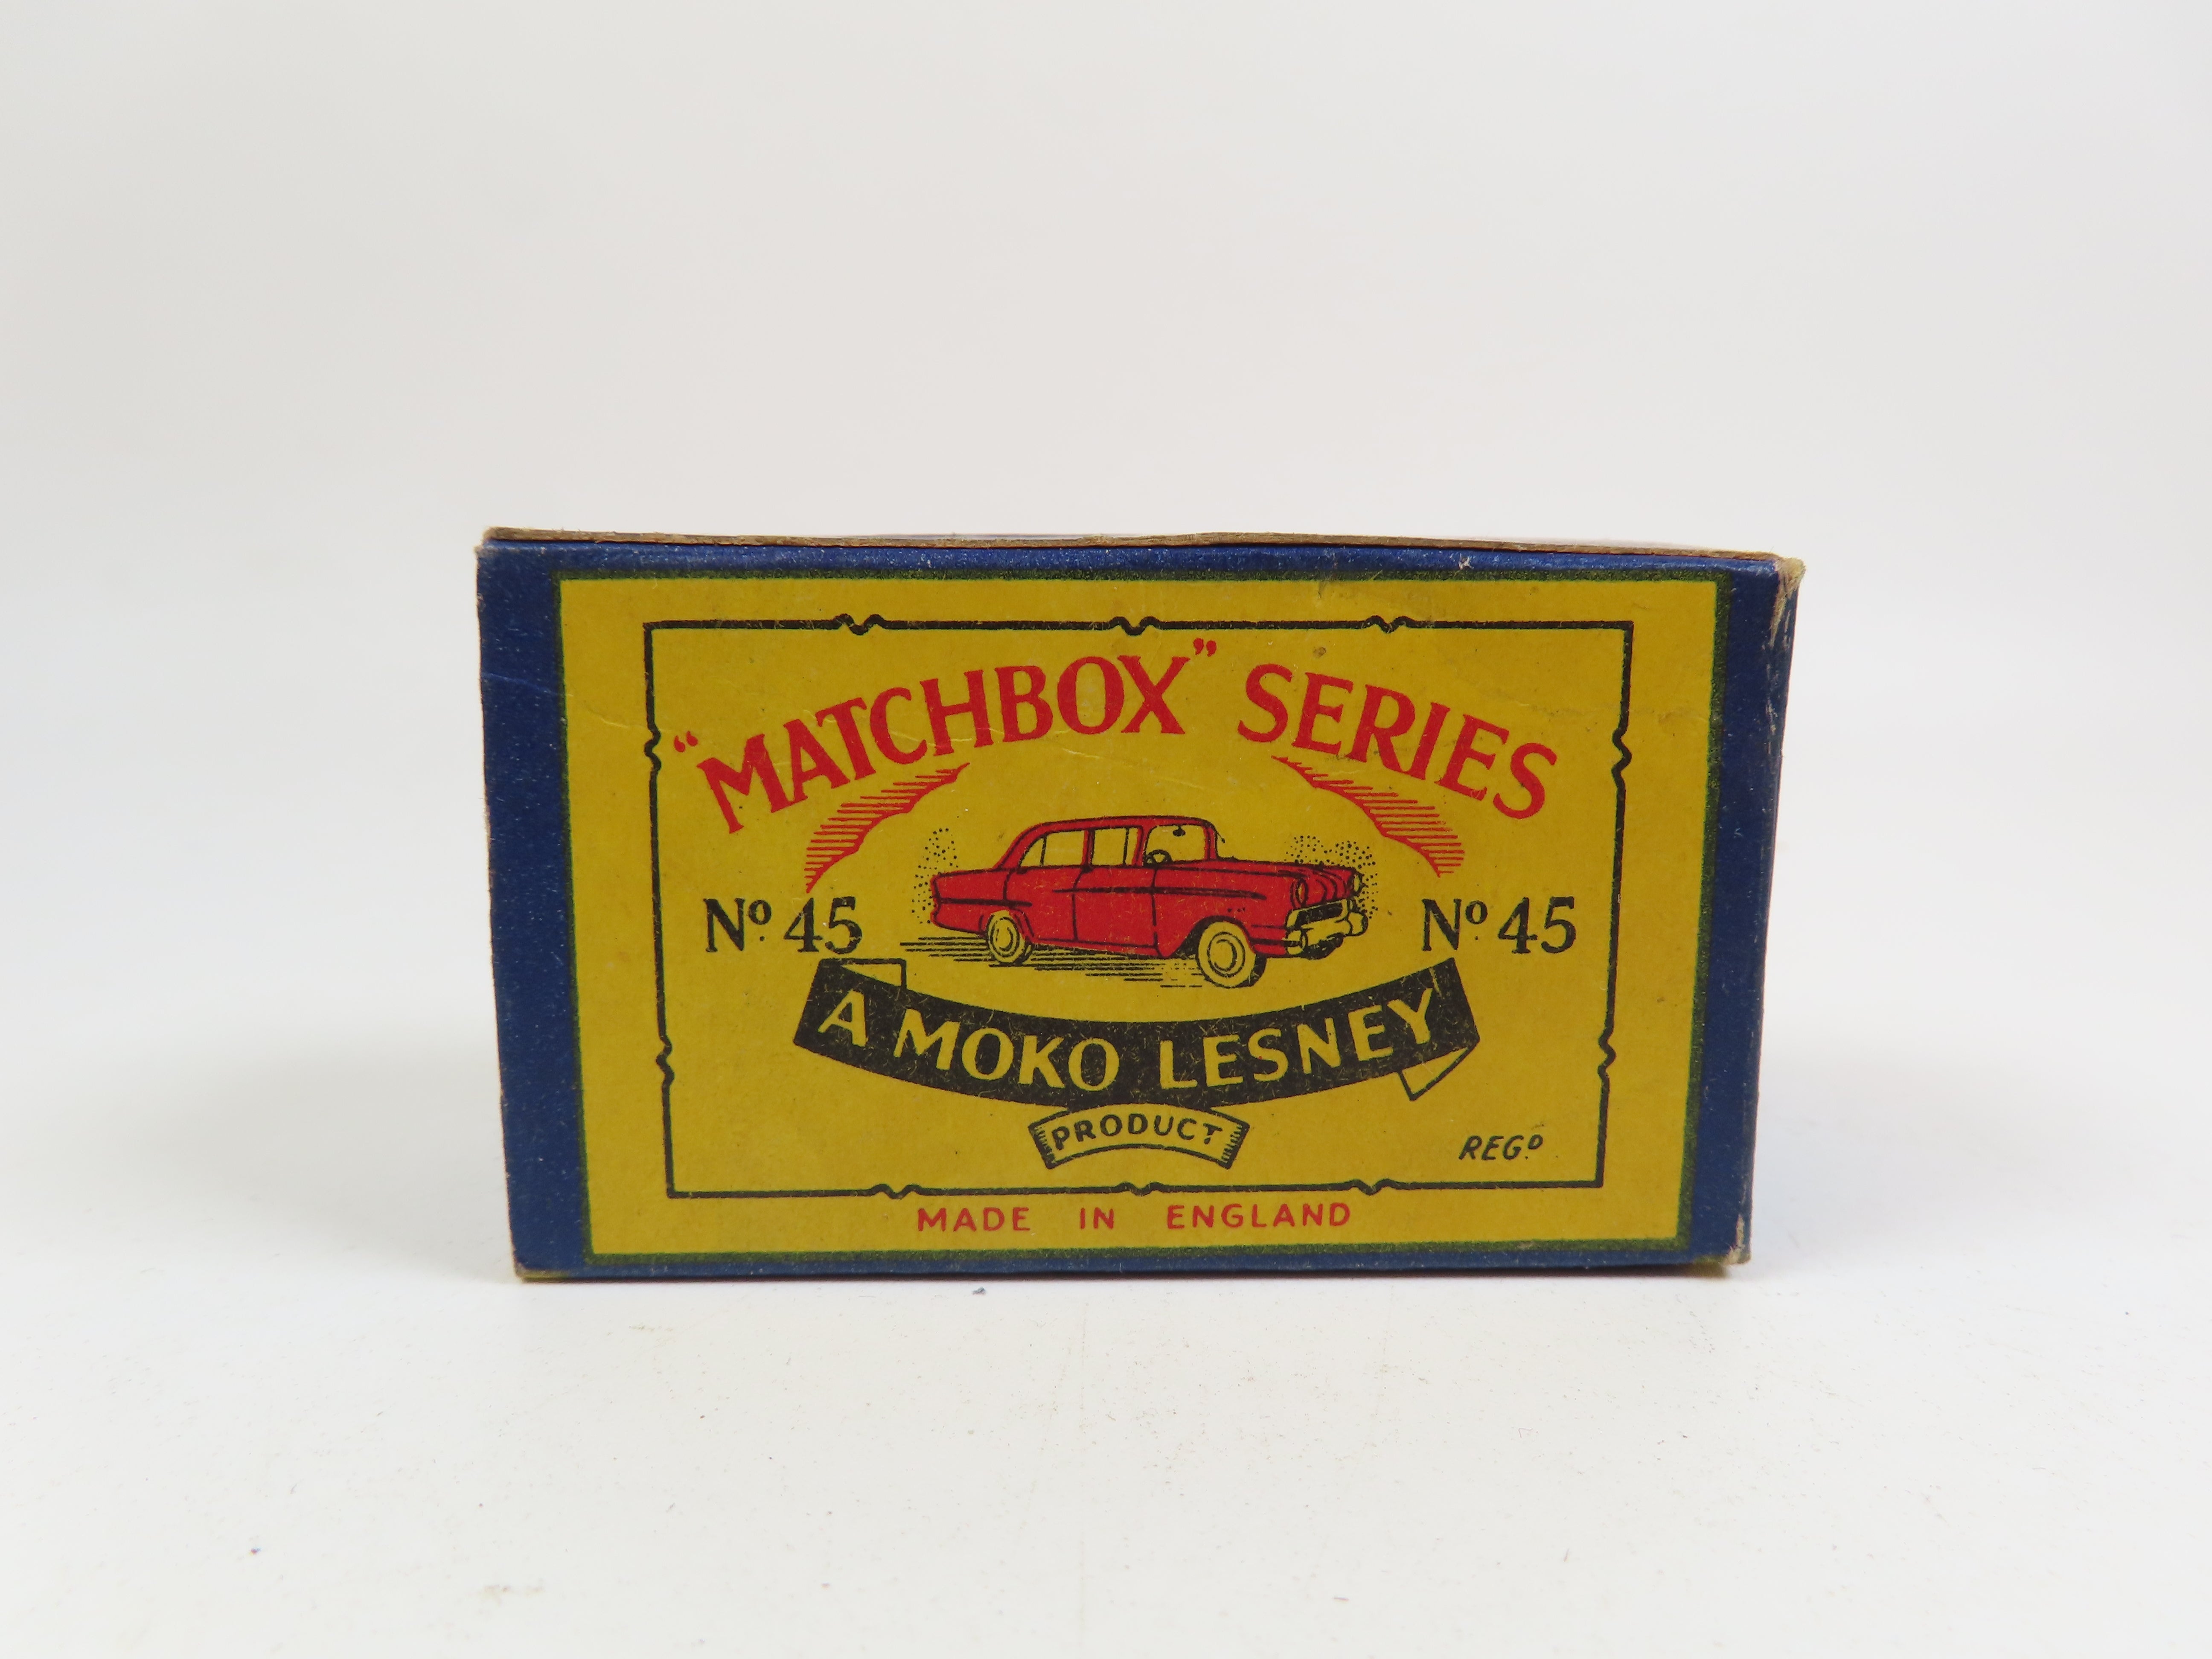 “MATCHBOX” SERIES
Nº 45
Nº 45
A MOKO LESNEY
PRODUCT
REGᴰ
MADE IN ENGLAND